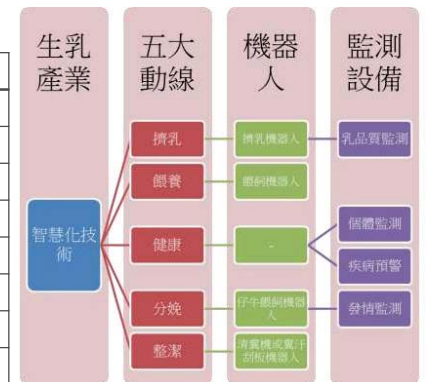 生乳
產業
五大
動線
機器
人
監測
設備
智慧化技
術
擠乳
餵養
健康
分娩
整潔
擠乳機器人
餵飼機器人
-
仔牛餵飼機器
人
清糞機或糞汙
刮板機器人
乳品質監測
個體監測
疾病預警
發情監測